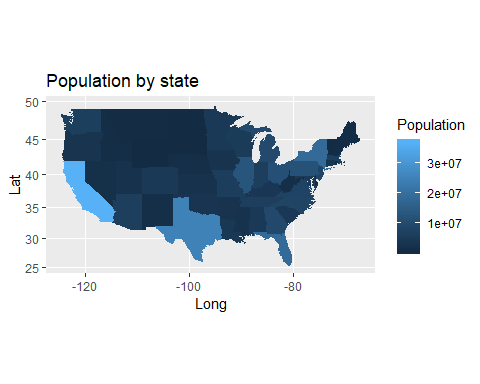 Population by state
Population
3e+07
2e+07
1e+07
50
45
40
35
30
25
Lat
-120
-100
-80
Long